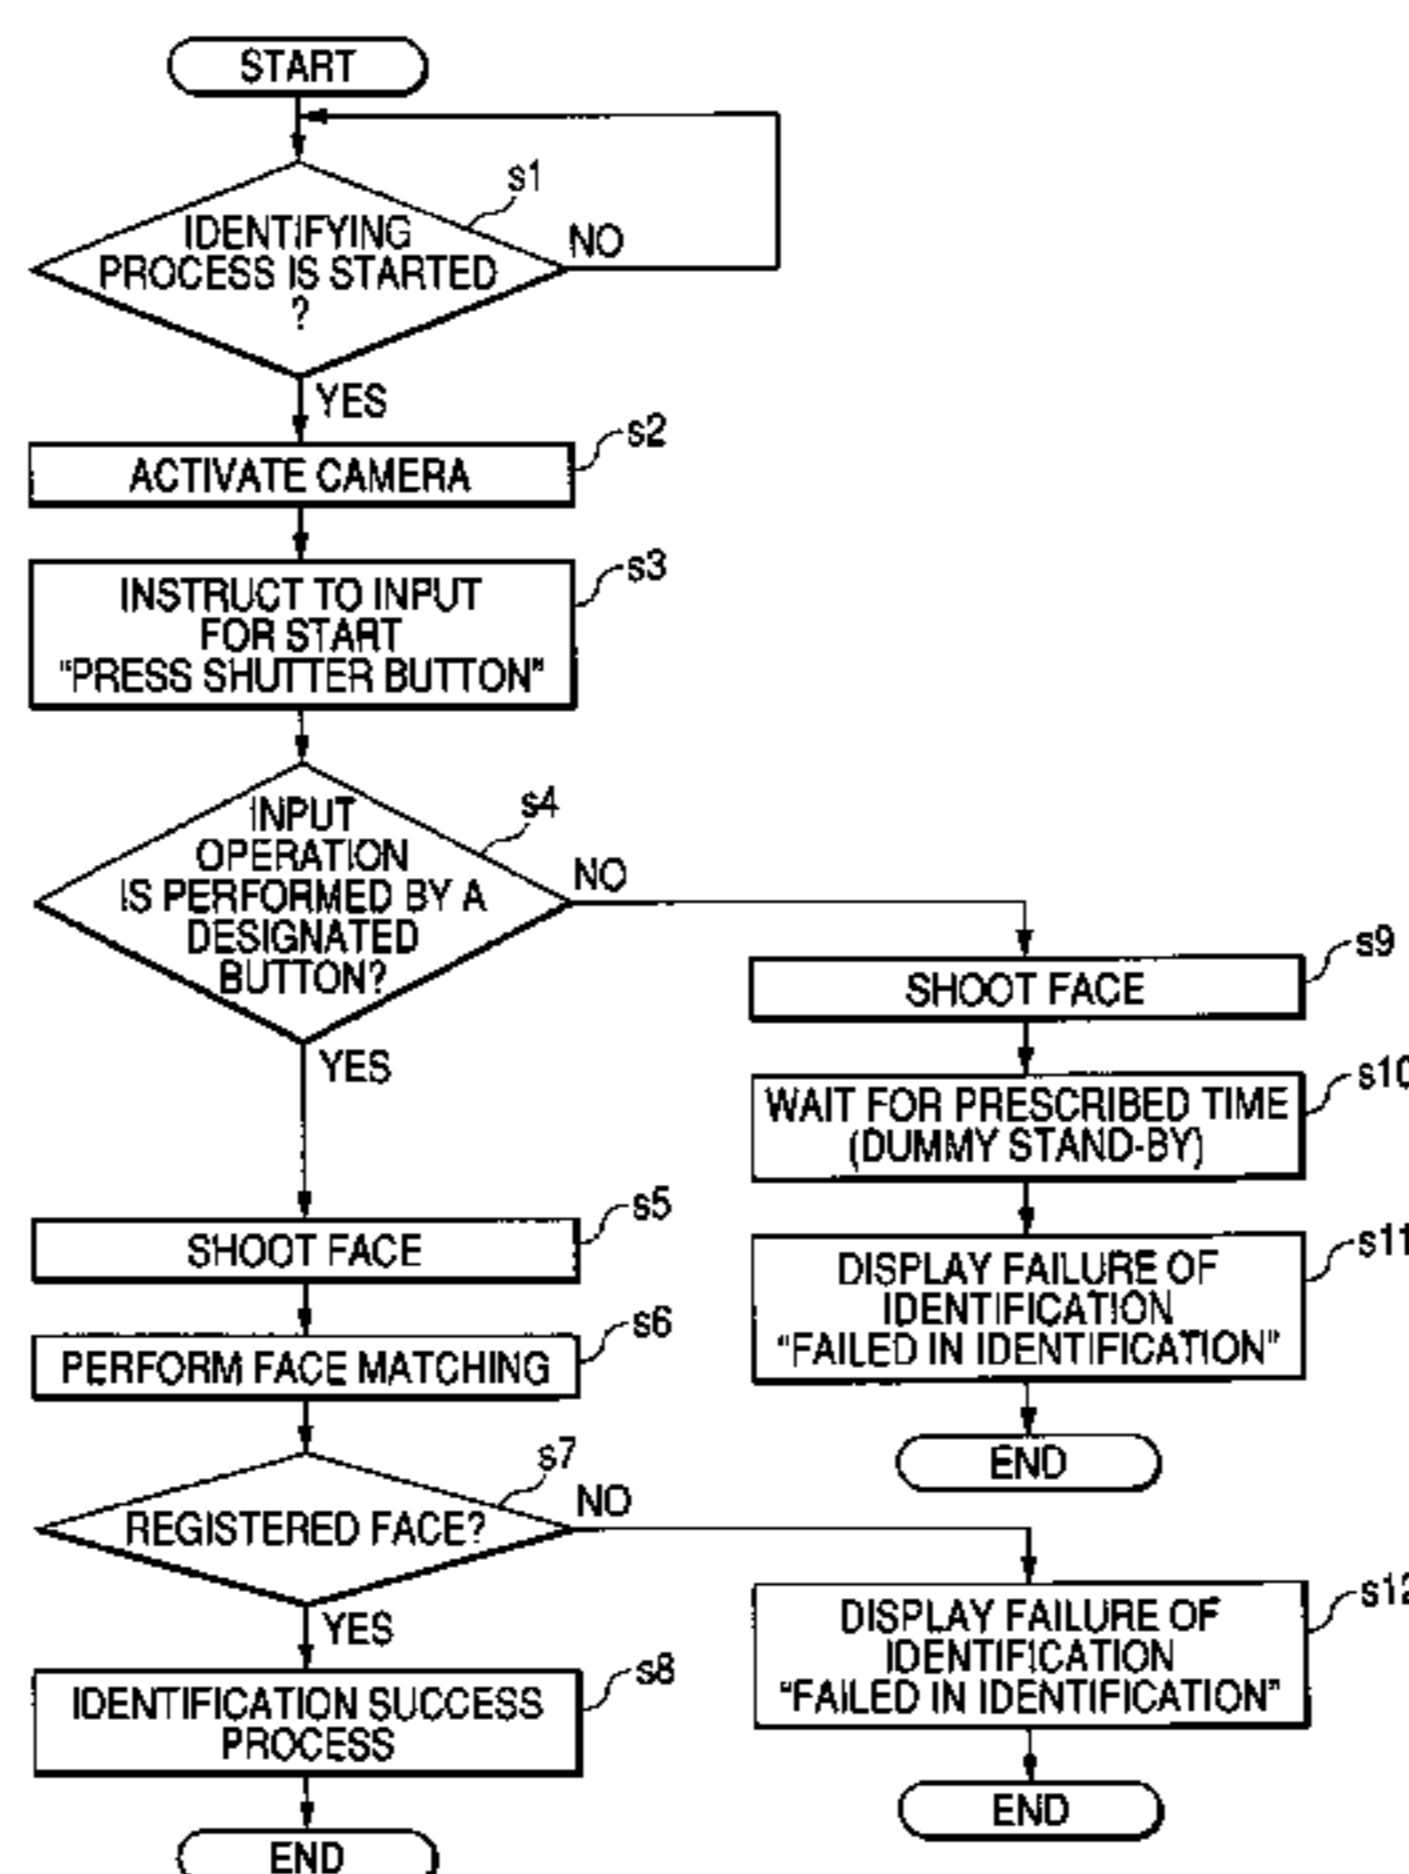 START
s1
IDENTIFYING
PROCESS IS STARTED
?
NO
YES
s2
ACTIVATE CAMERA
s3
INSTRUCT TO INPUT
FOR START
"PRESS SHUTTER BUTTON"
s4
INPUT
OPERATION
IS PERFORMED BY A
DESIGNATED
BUTTON?
NO
YES
s9
SHOOT FACE
s10
WAIT FOR PRESCRIBED TIME
(DUMMY STAND-BY)
s11
DISPLAY FAILURE OF
IDENTIFICATION
"FAILED IN IDENTIFICATION"
END
s5
SHOOT FACE
s6
PERFORM FACE MATCHING
s7
REGISTERED FACE?
NO
YES
s12
DISPLAY FAILURE OF
IDENTIFICATION
"FAILED IN IDENTIFICATION"
END
s8
IDENTIFICATION SUCCESS
PROCESS
END